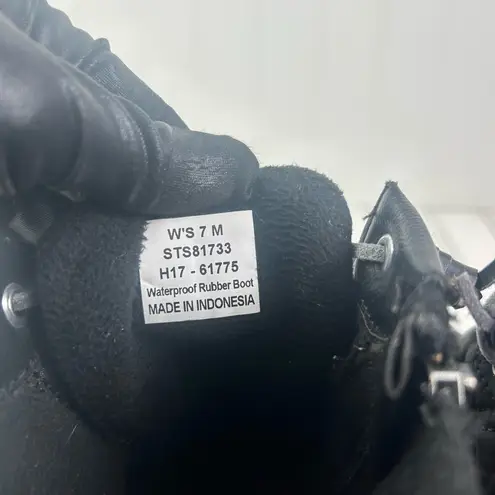 W'S 7 M
STS81733
H17 - 61775
Waterproof Rubber Boot
MADE IN INDONESIA